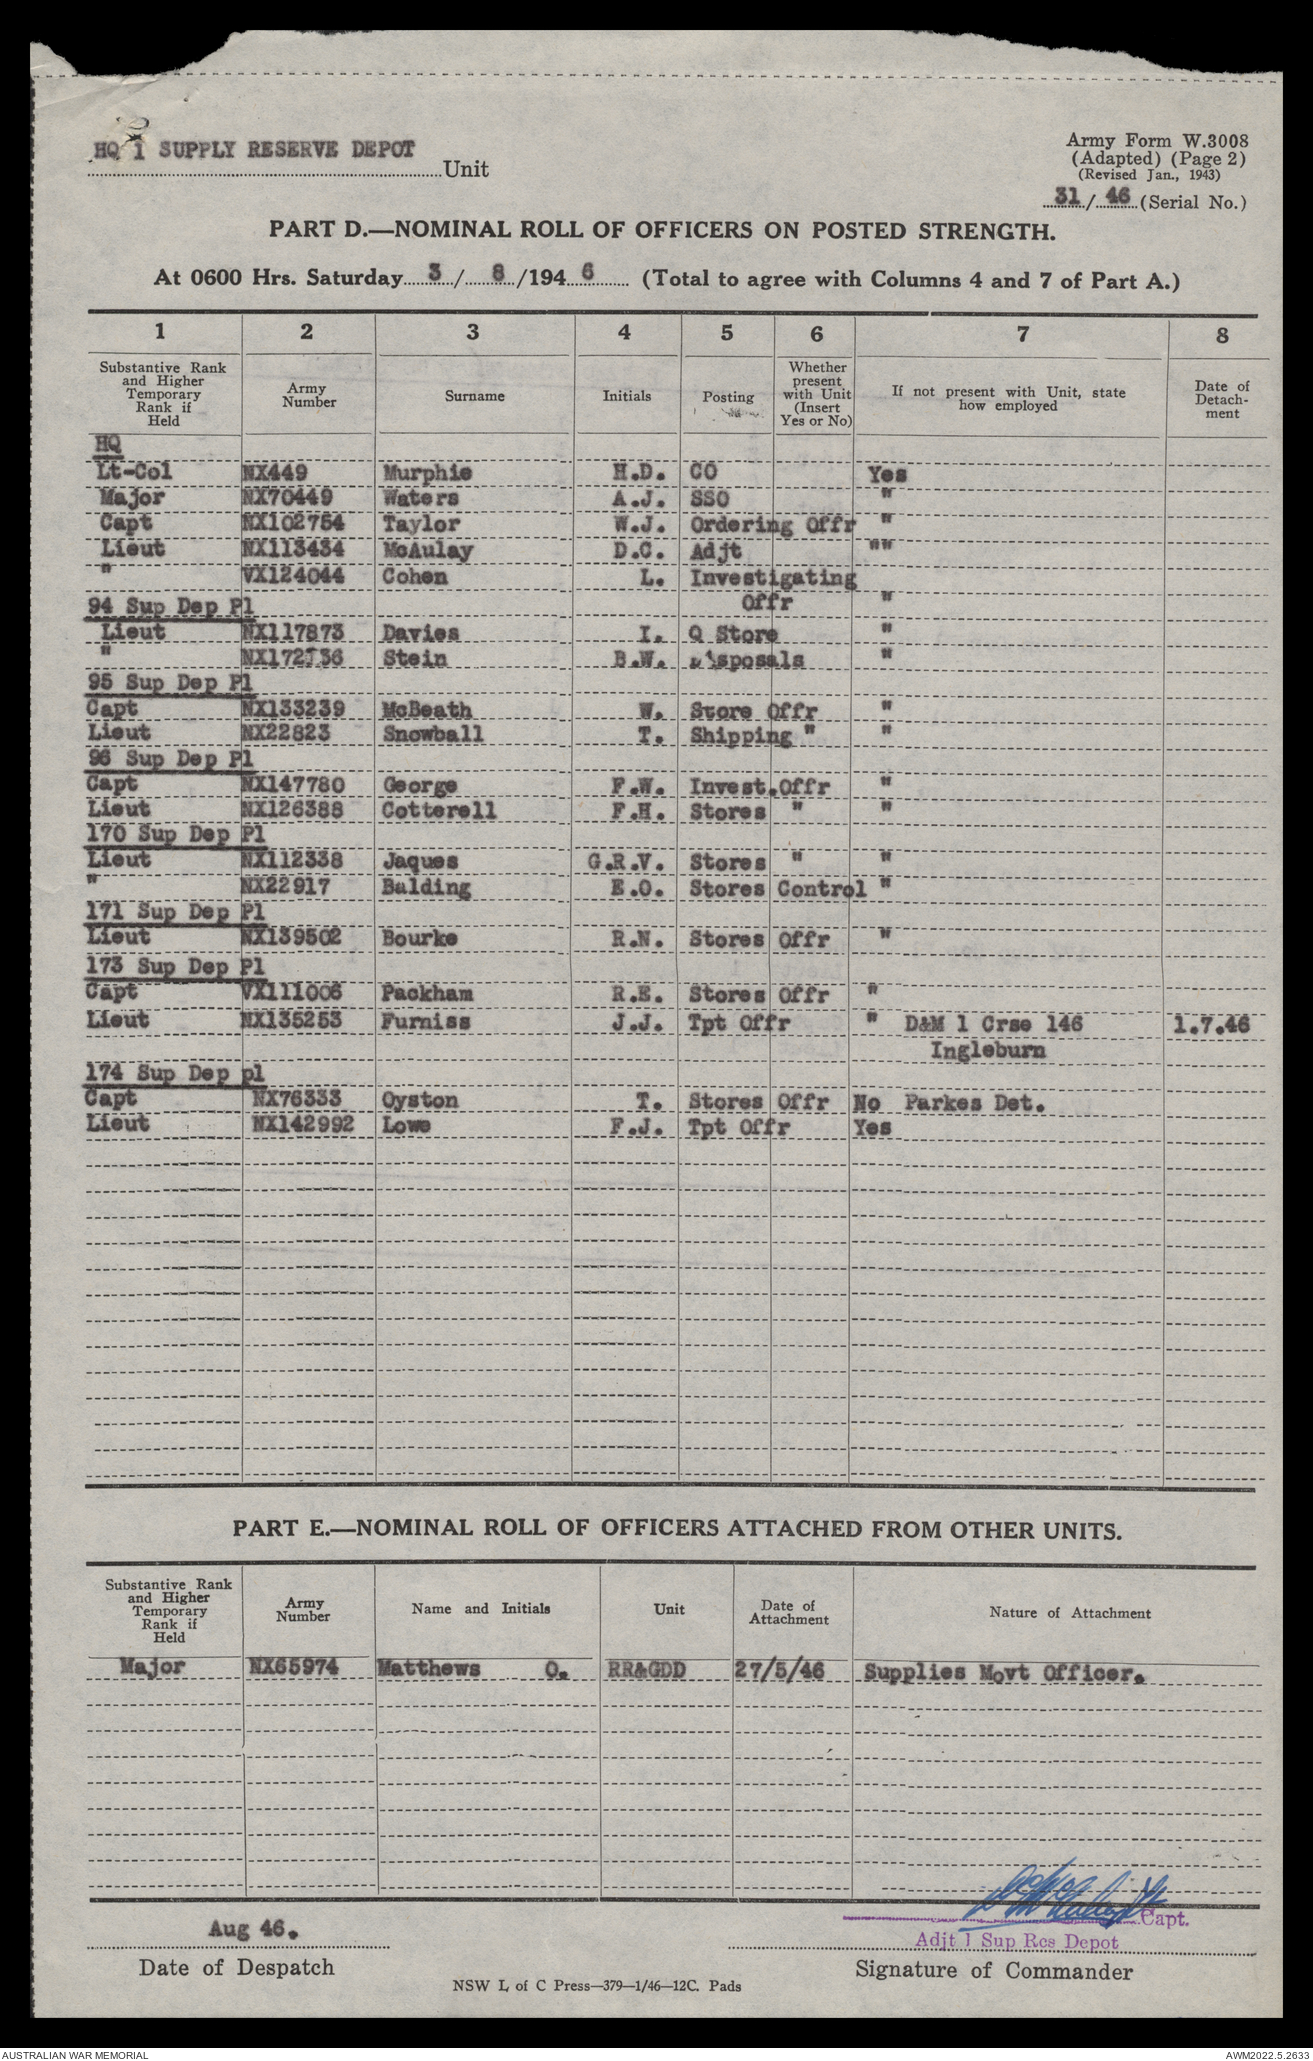 HQ 1 SUPPLY RESERVE DEPOT Unit
Army Form W.3008
(Adapted) (Page 2)
(Revised Jan., 1943)
31/46 (Serial No.)
PART D.—NOMINAL ROLL OF OFFICERS ON POSTED STRENGTH.
At 0600 Hrs. Saturday 3/8/1946 (Total to agree with Columns 4 and 7 of Part A.)
1 2 3 4 5 6 7 8
Substantive Rank and Higher Temporary Rank if Held Army Number Surname Initials Posting Whether present with Unit (Insert Yes or No) If not present with Unit, state how employed Date of Detachment
HQ
Lt-Col NX449 Murphie H.D. CO Yes
Major NX70449 Waters A.J. SSO "
Capt NX102754 Taylor W.J. Ordering Offr "
Lieut NX113434 McAulay D.C. Adjt ""
" VX124044 Cohen L. Investigating
Offr "
94 Sup Dep Pl
Lieut NX117873 Davies I. Q Store "
" Stein B.W. Disposals "
95 Sup Dep Pl
Capt NX133239 McBeath W. Store Offr "
Lieut NX22823 Snowball T. Shipping " "
96 Sup Dep Pl
Capt NX147780 George F.W. Invest.Offr "
Lieut NX126388 Cotterell F.H. Stores " "
170 Sup Dep Pl
Lieut NX112338 Jaques G.R.V. Stores " "
" NX22917 Balding E.O. Stores Control "
171 Sup Dep Pl
Lieut NX139502 Bourke R.N. Stores Offr "
173 Sup Dep Pl
Capt VX111006 Packham R.E. Stores Offr "
Lieut NX135253 Furniss J.J. Tpt Offr " D&M 1 Crse 146 1.7.46
Ingleburn
174 Sup Dep pl
Capt NX76333 Oyston T. Stores Offr No Parkes Det.
Lieut NX142992 Lowe F.J. Tpt Offr Yes
PART E.—NOMINAL ROLL OF OFFICERS ATTACHED FROM OTHER UNITS.
Substantive Rank and Higher Temporary Rank if Held Army Number Name and Initials Unit Date of Attachment Nature of Attachment
Major NX65974 Matthews O. RR&GDD 27/5/46 Supplies Movt Officer.
Capt.
Aug 46.
Adjt 1 Sup Res Depot
Date of Despatch
Signature of Commander
NSW L of C Press—379—1/46—12C. Pads
AUSTRALIAN WAR MEMORIAL AWM2022.5.2633